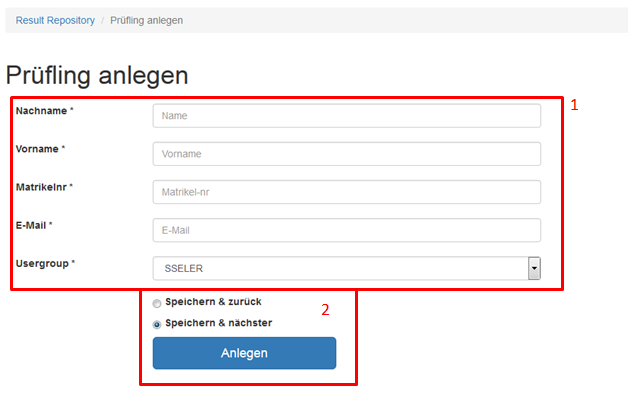 Result Repository / Prüfling anlegen
Prüfling anlegen
1
Nachname * Name
Vorname * Vorname
Matrikelnr * Matrikel-nr
E-Mail * E-Mail
Usergroup * SSELER
Speichern & zurück
2
Speichern & nächster
Anlegen